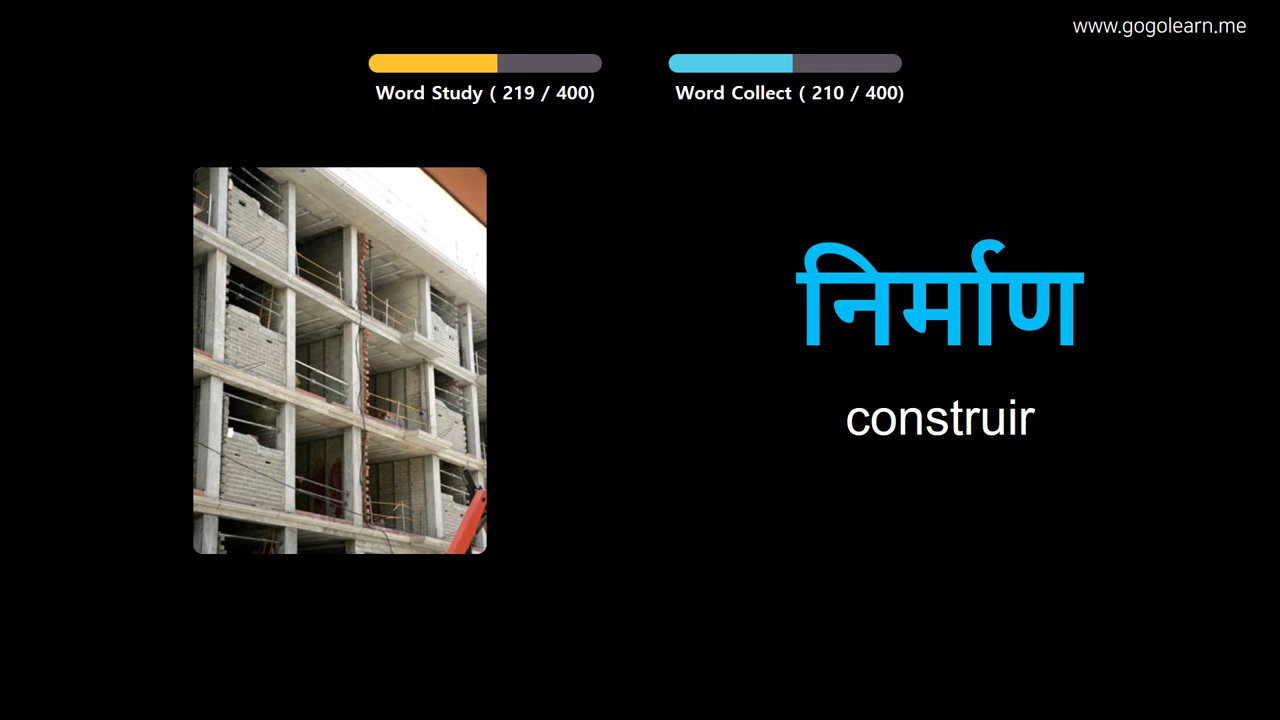 www.gogolearn.me
Word Study ( 219 / 400)
Word Collect ( 210 / 400)
निर्माण
construir